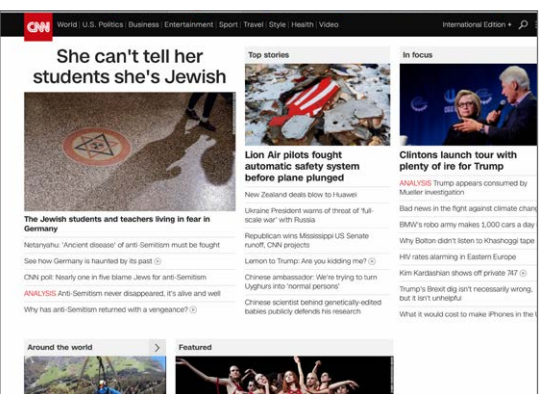 CNN World U.S. Politics Business Entertainment Sport Travel Style Health Video International Edition +
She can't tell her
students she's Jewish
The Jewish students and teachers living in fear in
Germany
Netanyahu: 'Ancient disease' of anti-Semitism must be fought
See how Germany is haunted by its past
CNN poll: Nearly one in five blame Jews for anti-Semitism
ANALYSIS Anti-Semitism never disappeared, it's alive and well
Why has anti-Semitism returned with a vengeance?
Top stories
Lion Air pilots fought
automatic safety system
before plane plunged
New Zealand deals blow to Huawei
Ukraine President warns of threat of 'full-
scale war' with Russia
Republican wins Mississippi US Senate
runoff, CNN projects
Lemon to Trump: Are you kidding me?
Chinese ambassador: We're trying to turn
Uyghurs into 'normal persons'
Chinese scientist behind genetically-edited
babies publicly defends his research
In focus
Clintons launch tour with
plenty of ire for Trump
ANALYSIS Trump appears consumed by
Mueller investigation
Bad news in the fight against climate chang
BMW's robo army makes 1,000 cars a day
Why Bolton didn't listen to Khashoggi tape
HIV rates alarming in Eastern Europe
Kim Kardashian shows off private 747
Trump's Brexit dig isn't necessarily wrong,
but it isn't unhelpful
What it would cost to make iPhones in the
Around the world
Featured